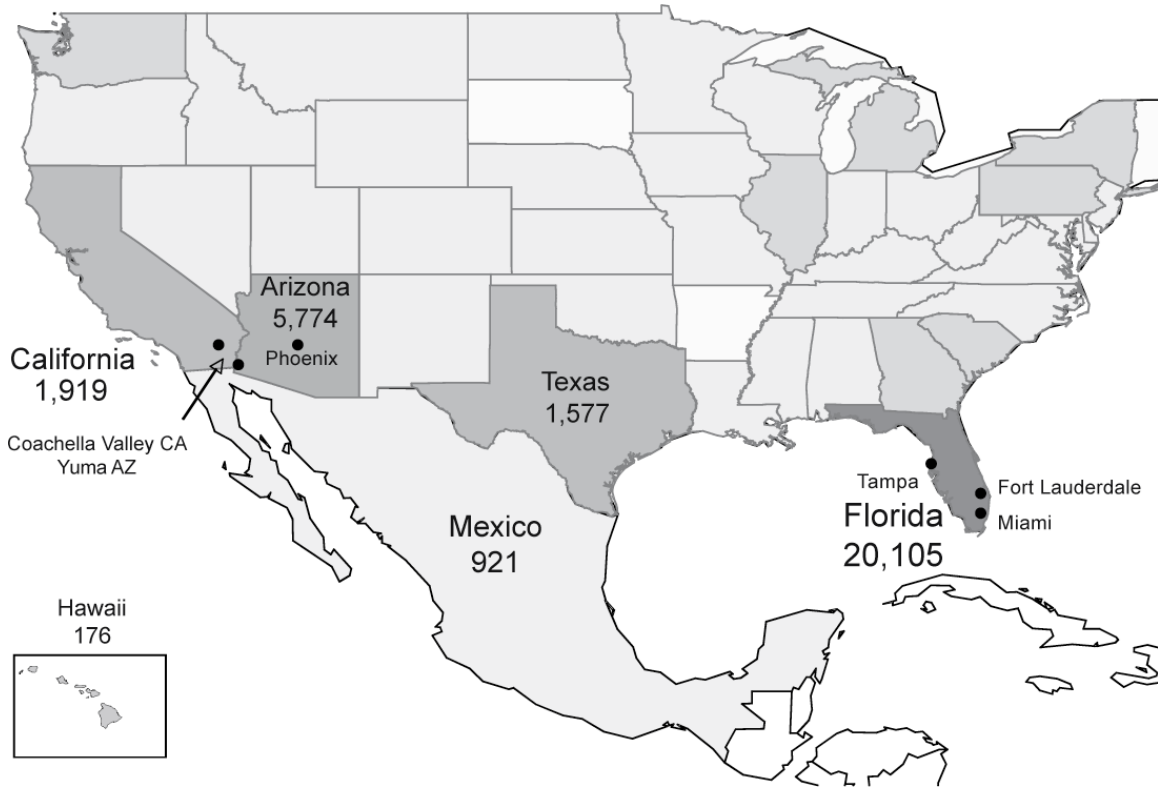 Arizona
5,774
Phoenix
California
1,919
Coachella Valley CA
Yuma AZ
Texas
1,577
Mexico
921
Tampa
Fort Lauderdale
Miami
Florida
20,105
Hawaii
176